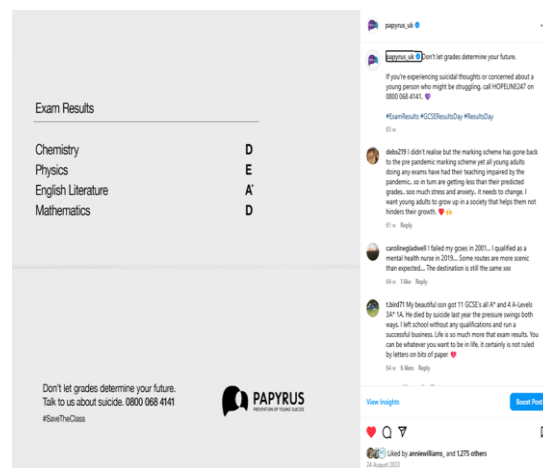 Exam Results
Chemistry D
Physics E
English Literature A*
Mathematics D
Don't let grades determine your future.
Talk to us about suicide. 0800 068 4141
#SaveTheClass
PAPYRUS
PREVENTION OF YOUNG SUICIDE
papyrus_uk
papyrus_uk Don't let grades determine your future.
If you're experiencing suicidal thoughts or concerned about a
young person who might be struggling. call HOPELINE247 on
0800 068 4141. 💜
#ExamResults #GCSEResultsDay #ResultsDay
65 w
debs219 I didn't realise but the marking scheme has gone back
to the pre pandemic marking scheme yet all young adults
doing any exams have had their teaching impaired by the
pandemic.. so in turn are getting less than their predicted
grades.. soo much stress and anxiety.. it needs to change. I
want young adults to grow up in a society that helps them not
hinders their growth. ❤️🙌
61 w Reply
carolinegladwell I failed my gcses in 2001... I qualified as a
mental health nurse in 2019... Some routes are more scenic
than expected... The destination is still the same xxx
64 w 1 like Reply
t.bird71 My beautiful son got 11 GCSE's all A* and 4 A-Levels
3A* 1A. He died by suicide last year the pressure swings both
ways. I left school without any qualifications and run a
successful business. Life is so much more that exam results. You
can be whatever you want to be in life, it certainly is not ruled
by letters on bits of paper 💔
64 w 6 likes Reply
View Insights
Boost Post
Liked by anniewilliams_ and 1,275 others
24 August 2023